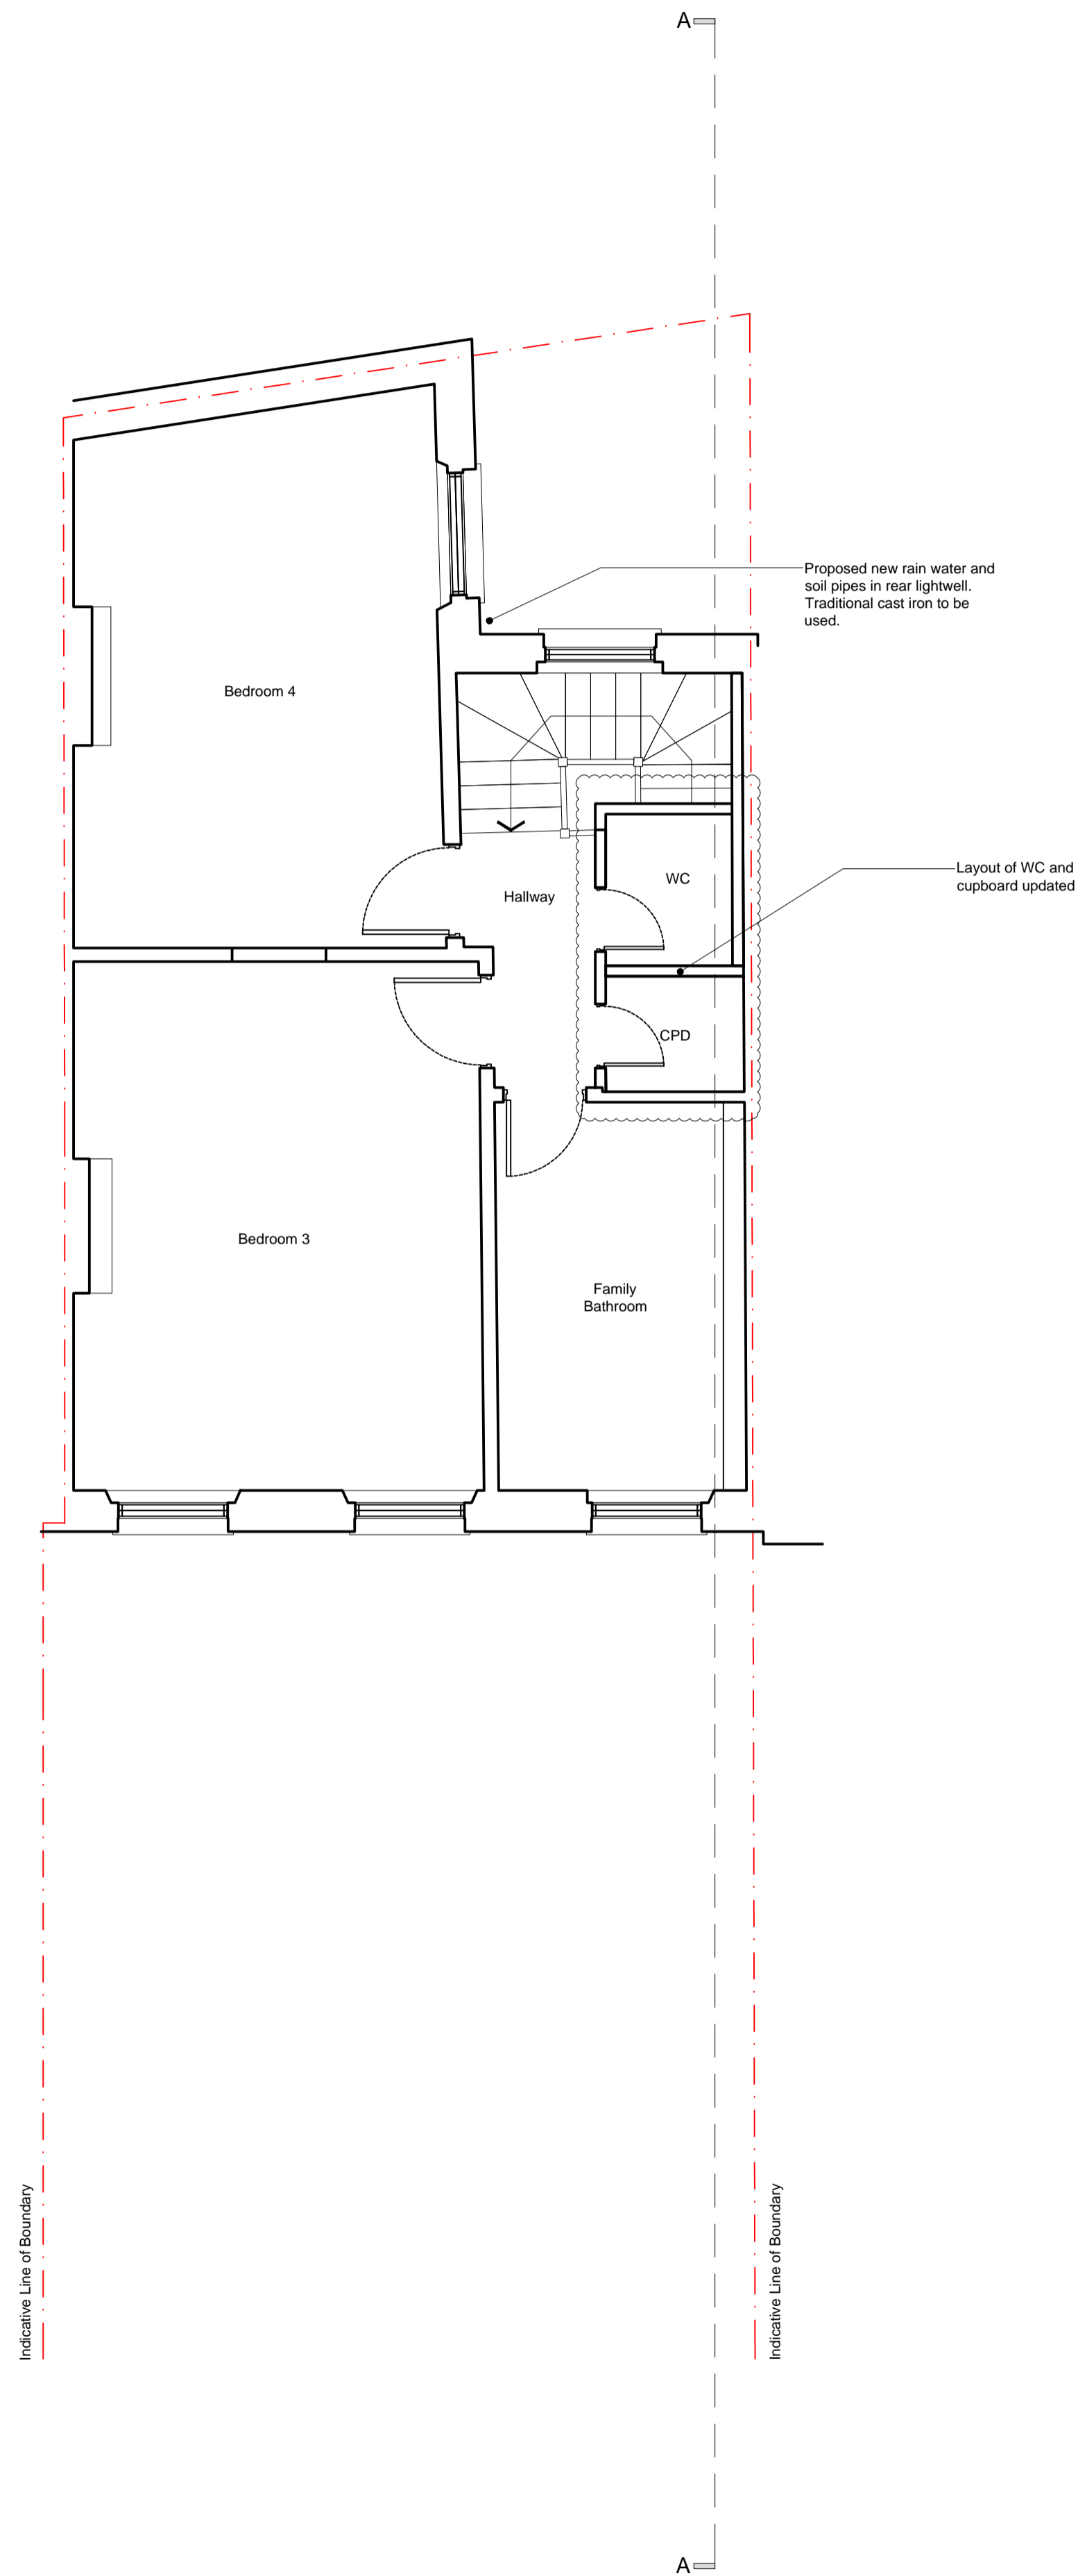 A
Proposed new rain water and
soil pipes in rear lightwell.
Traditional cast iron to be
used.
Bedroom 4
Layout of WC and
cupboard updated
WC
Hallway
CPD
Bedroom 3
Family
Bathroom
Indicative Line of Boundary
Indicative Line of Boundary
A